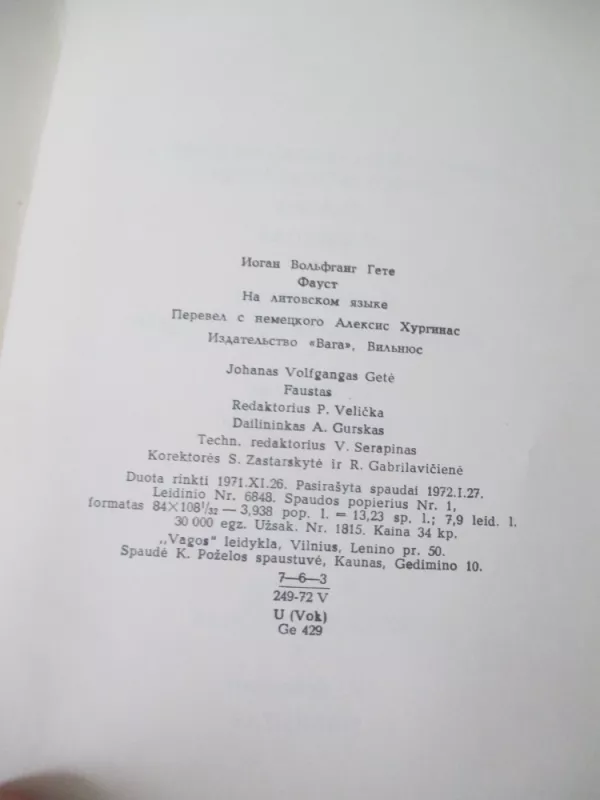 Иоган Вольфганг Гете
Фауст
На литовском языке
Перевел с немецкого Алексис Хургинас
Издательство «Вага», Вильнюс
Johanas Volfgangas Getė
Faustas
Redaktorius P. Velička
Dailininkas A. Gurskas
Techn. redaktorius V. Serapinas
Korektorės S. Zastarskytė ir R. Gabrilavičienė
Duota rinkti 1971.XI.26. Pasirašyta spaudai 1972.I.27.
Leidinio Nr. 6848. Spaudos popierius Nr. 1,
formatas 84×108¹/₃₂ — 3,938 pop. l. = 13,23 sp. l.; 7,9 leid. l.
30 000 egz. Užsak. Nr. 1815. Kaina 34 kp.
„Vagos" leidykla, Vilnius, Lenino pr. 50.
Spaudė K. Poželos spaustuvė, Kaunas, Gedimino 10.
7—6—3
249-72 V
U (Vok)
Ge 429